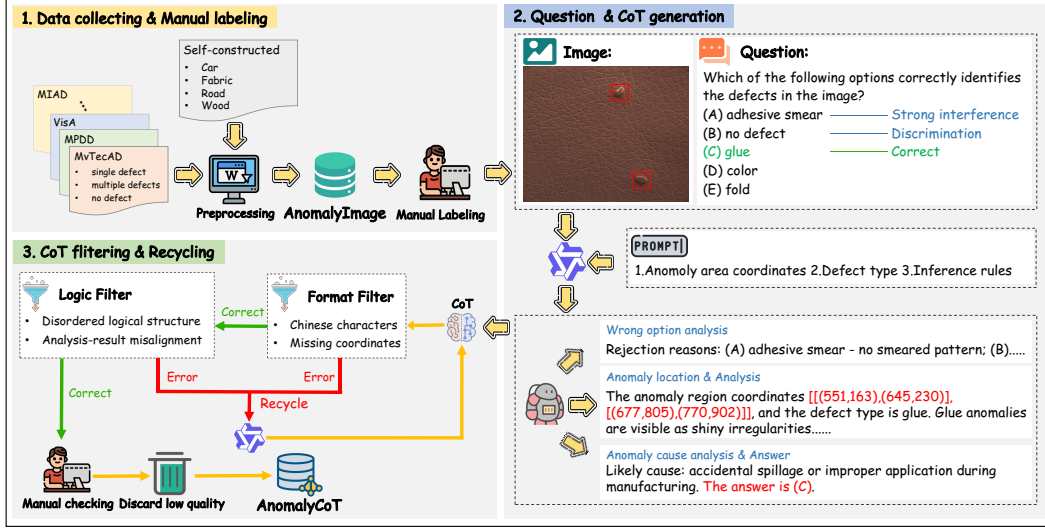 1. Data collecting & Manual labeling
Self-constructed
• Car
• Fabric
• Road
• Wood
MIAD
VisA
MPDD
MvTecAD
• single defect
• multiple defects
• no defect
W
Preprocessing
AnomalyImage
Manual Labeling
2. Question & CoT generation
Image:
Question:
Which of the following options correctly identifies
the defects in the image?
(A) adhesive smear Strong interference
(B) no defect Discrimination
(C) glue Correct
(D) color
(E) fold
PROMPT
1.Anomoly area coordinates 2.Defect type 3.Inference rules
Wrong option analysis
Rejection reasons: (A) adhesive smear - no smeared pattern; (B).....
Anomaly location & Analysis
The anomaly region coordinates [[(551,163),(645,230)],
[(677,805),(770,902)]], and the defect type is glue. Glue anomalies
are visible as shiny irregularities......
Anomaly cause analysis & Answer
Likely cause: accidental spillage or improper application during
manufacturing. The answer is (C).
3. CoT flitering & Recycling
Logic Filter
• Disordered logical structure
• Analysis-result misalignment
Correct
Format Filter
• Chinese characters
• Missing coordinates
CoT
Error
Error
Correct
Recycle
Manual checking
Discard low quality
AnomalyCoT